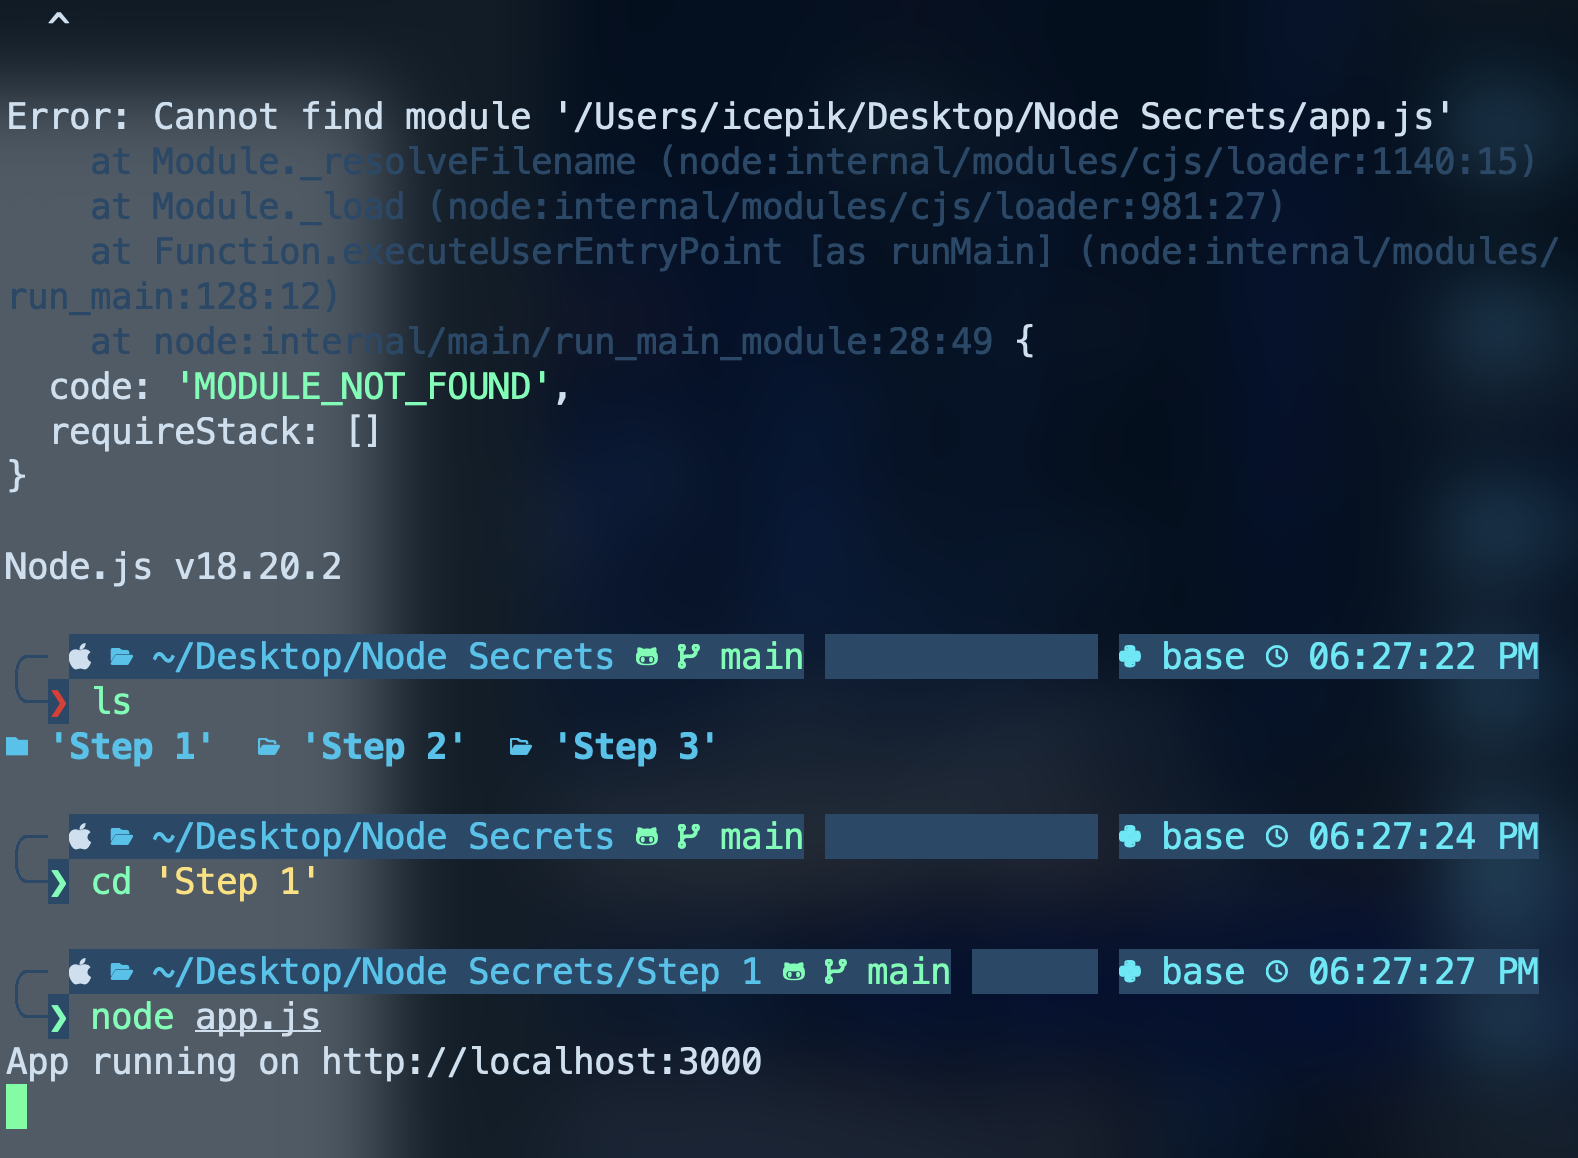 ^
Error: Cannot find module '/Users/icepik/Desktop/Node Secrets/app.js'
    at Module._resolveFilename (node:internal/modules/cjs/loader:1140:15)
    at Module._load (node:internal/modules/cjs/loader:981:27)
    at Function.executeUserEntryPoint [as runMain] (node:internal/modules/
run_main:128:12)
    at node:internal/main/run_main_module:28:49 {
  code: 'MODULE_NOT_FOUND',
  requireStack: []
}
Node.js v18.20.2
~/Desktop/Node Secrets main base 06:27:22 PM
❯ ls
'Step 1' 'Step 2' 'Step 3'
~/Desktop/Node Secrets main base 06:27:24 PM
❯ cd 'Step 1'
~/Desktop/Node Secrets/Step 1 main base 06:27:27 PM
❯ node app.js
App running on http://localhost:3000